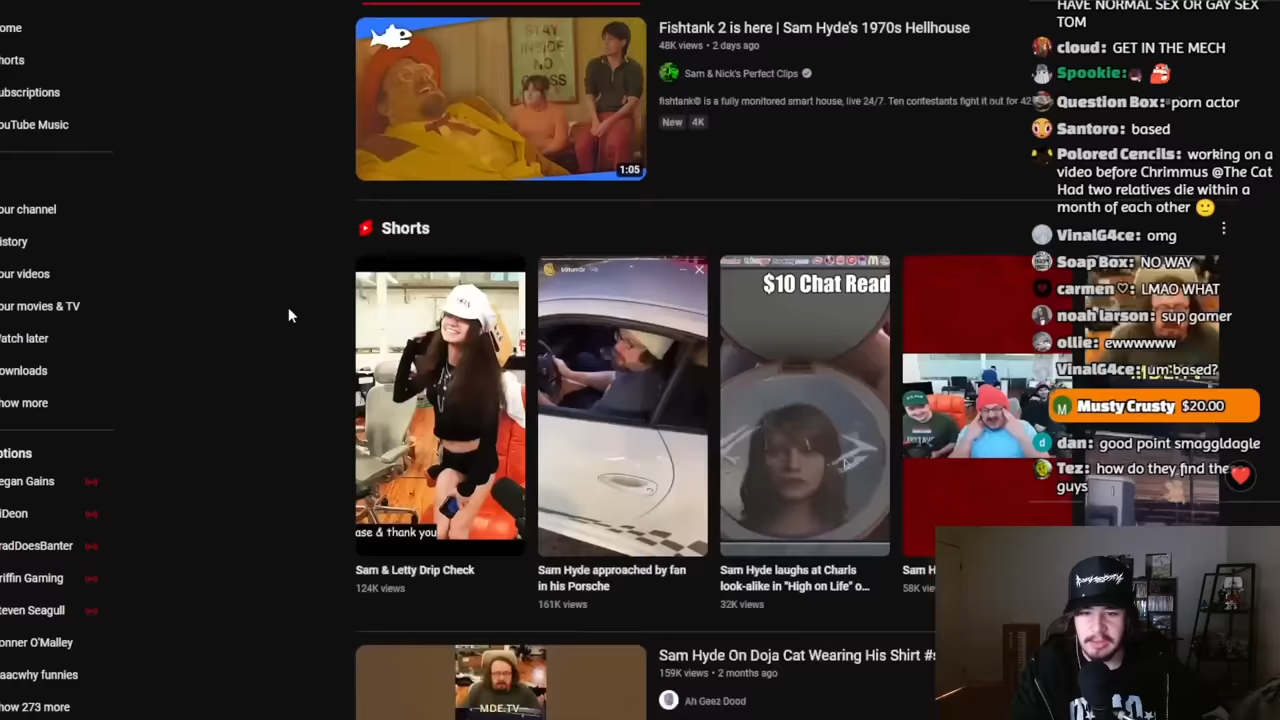 ome
horts
ubscriptions
ouTube Music
our channel
istory
our videos
our movies & TV
Vatch later
ownloads
how more
ptions
egan Gains
iDeon
radDoesBanter
riffin Gaming
teven Seagull
onner O'Malley
aacwhy funnies
how 273 more
STAY
INSIDE
NO
1:05
Fishtank 2 is here | Sam Hyde's 1970s Hellhouse
48K views • 2 days ago
Sam & Nick's Perfect Clips
fishtank© is a fully monitored smart house, live 24/7. Ten contestants fight it out for 42
New 4K
Shorts
ase & thank you
$10 Chat Read
Sam & Letty Drip Check
124K views
Sam Hyde approached by fan
in his Porsche
161K views
Sam Hyde laughs at Charls
look-alike in "High on Life" o...
32K views
Sam H
58K vie
MDE.TV
Sam Hyde On Doja Cat Wearing His Shirt #s
159K views • 2 months ago
Ah Geez Dood
HAVE NORMAL SEX OR GAY SEX
TOM
cloud: GET IN THE MECH
Spookie:
Question Box: porn actor
Santoro: based
Polored Cencils: working on a
video before Chrimmus @The Cat
Had two relatives die within a
month of each other
VinalG4ce: omg
Soap Box: NO WAY
carmen♡: LMAO WHAT
noah larson: sup gamer
ollie: ewwwwww
VinalG4ce: um based?
Musty Crusty $20.00
dan: good point smaggldagle
Tez: how do they find the
guys